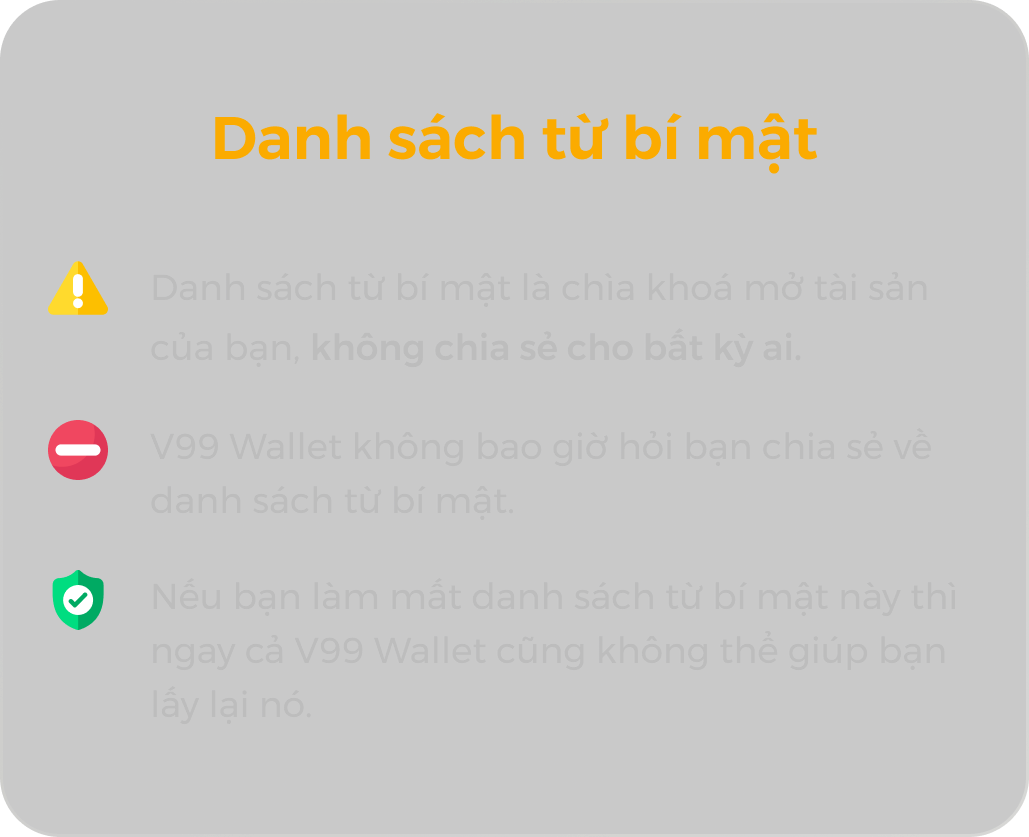 Danh sách từ bí mật
Danh sách từ bí mật là chìa khoá mở tài sản
của bạn, không chia sẻ cho bất kỳ ai.
V99 Wallet không bao giờ hỏi bạn chia sẻ về
danh sách từ bí mật.
Nếu bạn làm mất danh sách từ bí mật này thì
ngay cả V99 Wallet cũng không thể giúp bạn
lấy lại nó.